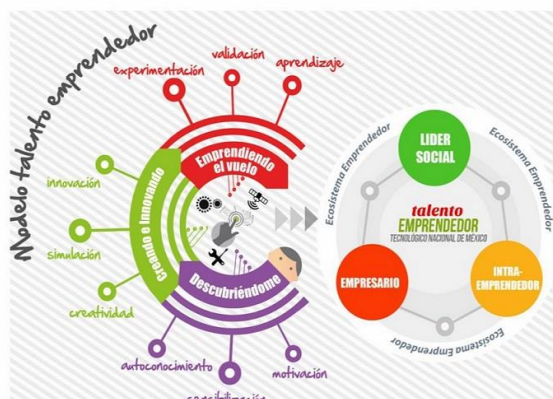 Modelo talento emprendedor
experimentación
validación
aprendizaje
Emprendiendo
el vuelo
innovación
simulación
creatividad
Creando e innovando
Descubriéndome
autoconocimiento
sensibilización
motivación
Ecosistema Emprendedor
Ecosistema Emprendedor
Ecosistema Emprendedor
LIDER
SOCIAL
talento
EMPRENDEDOR
TECNOLÓGICO NACIONAL DE MÉXICO
EMPRESARIO
INTRA-
EMPRENDEDOR